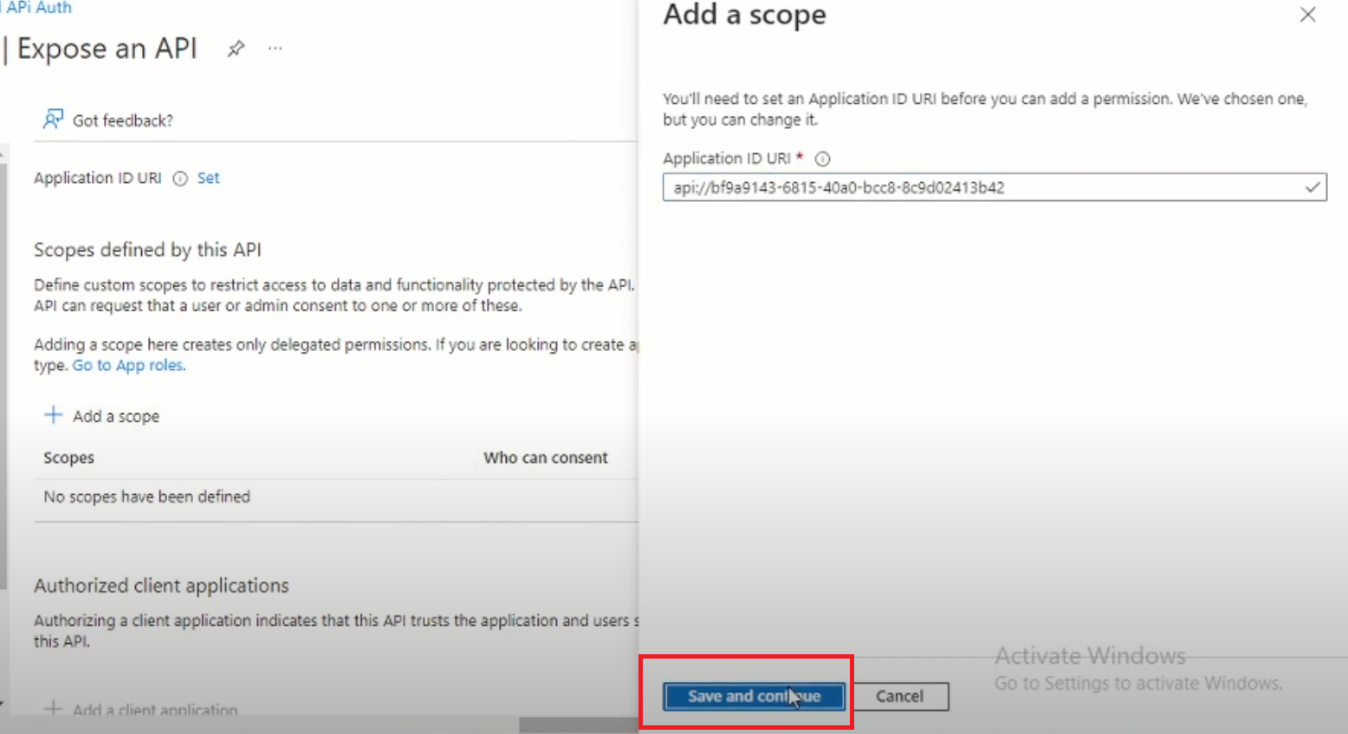 APi Auth
| Expose an API
...
Got feedback?
Application ID URI
Set
Scopes defined by this API
Define custom scopes to restrict access to data and functionality protected by the API.
API can request that a user or admin consent to one or more of these.
Adding a scope here creates only delegated permissions. If you are looking to create
type. Go to App roles.
+ Add a scope
Scopes
Who can consent
No scopes have been defined
Authorized client applications
Authorizing a client application indicates that this API trusts the application and users
this API.
+ Add a client application
Add a scope
You'll need to set an Application ID URI before you can add a permission. We've chosen one,
but you can change it.
Application ID URI *
api://bf9a9143-6815-40a0-bcc8-8c9d02413b42
Save and continue
Cancel
Activate Windows
Go to Settings to activate Windows.